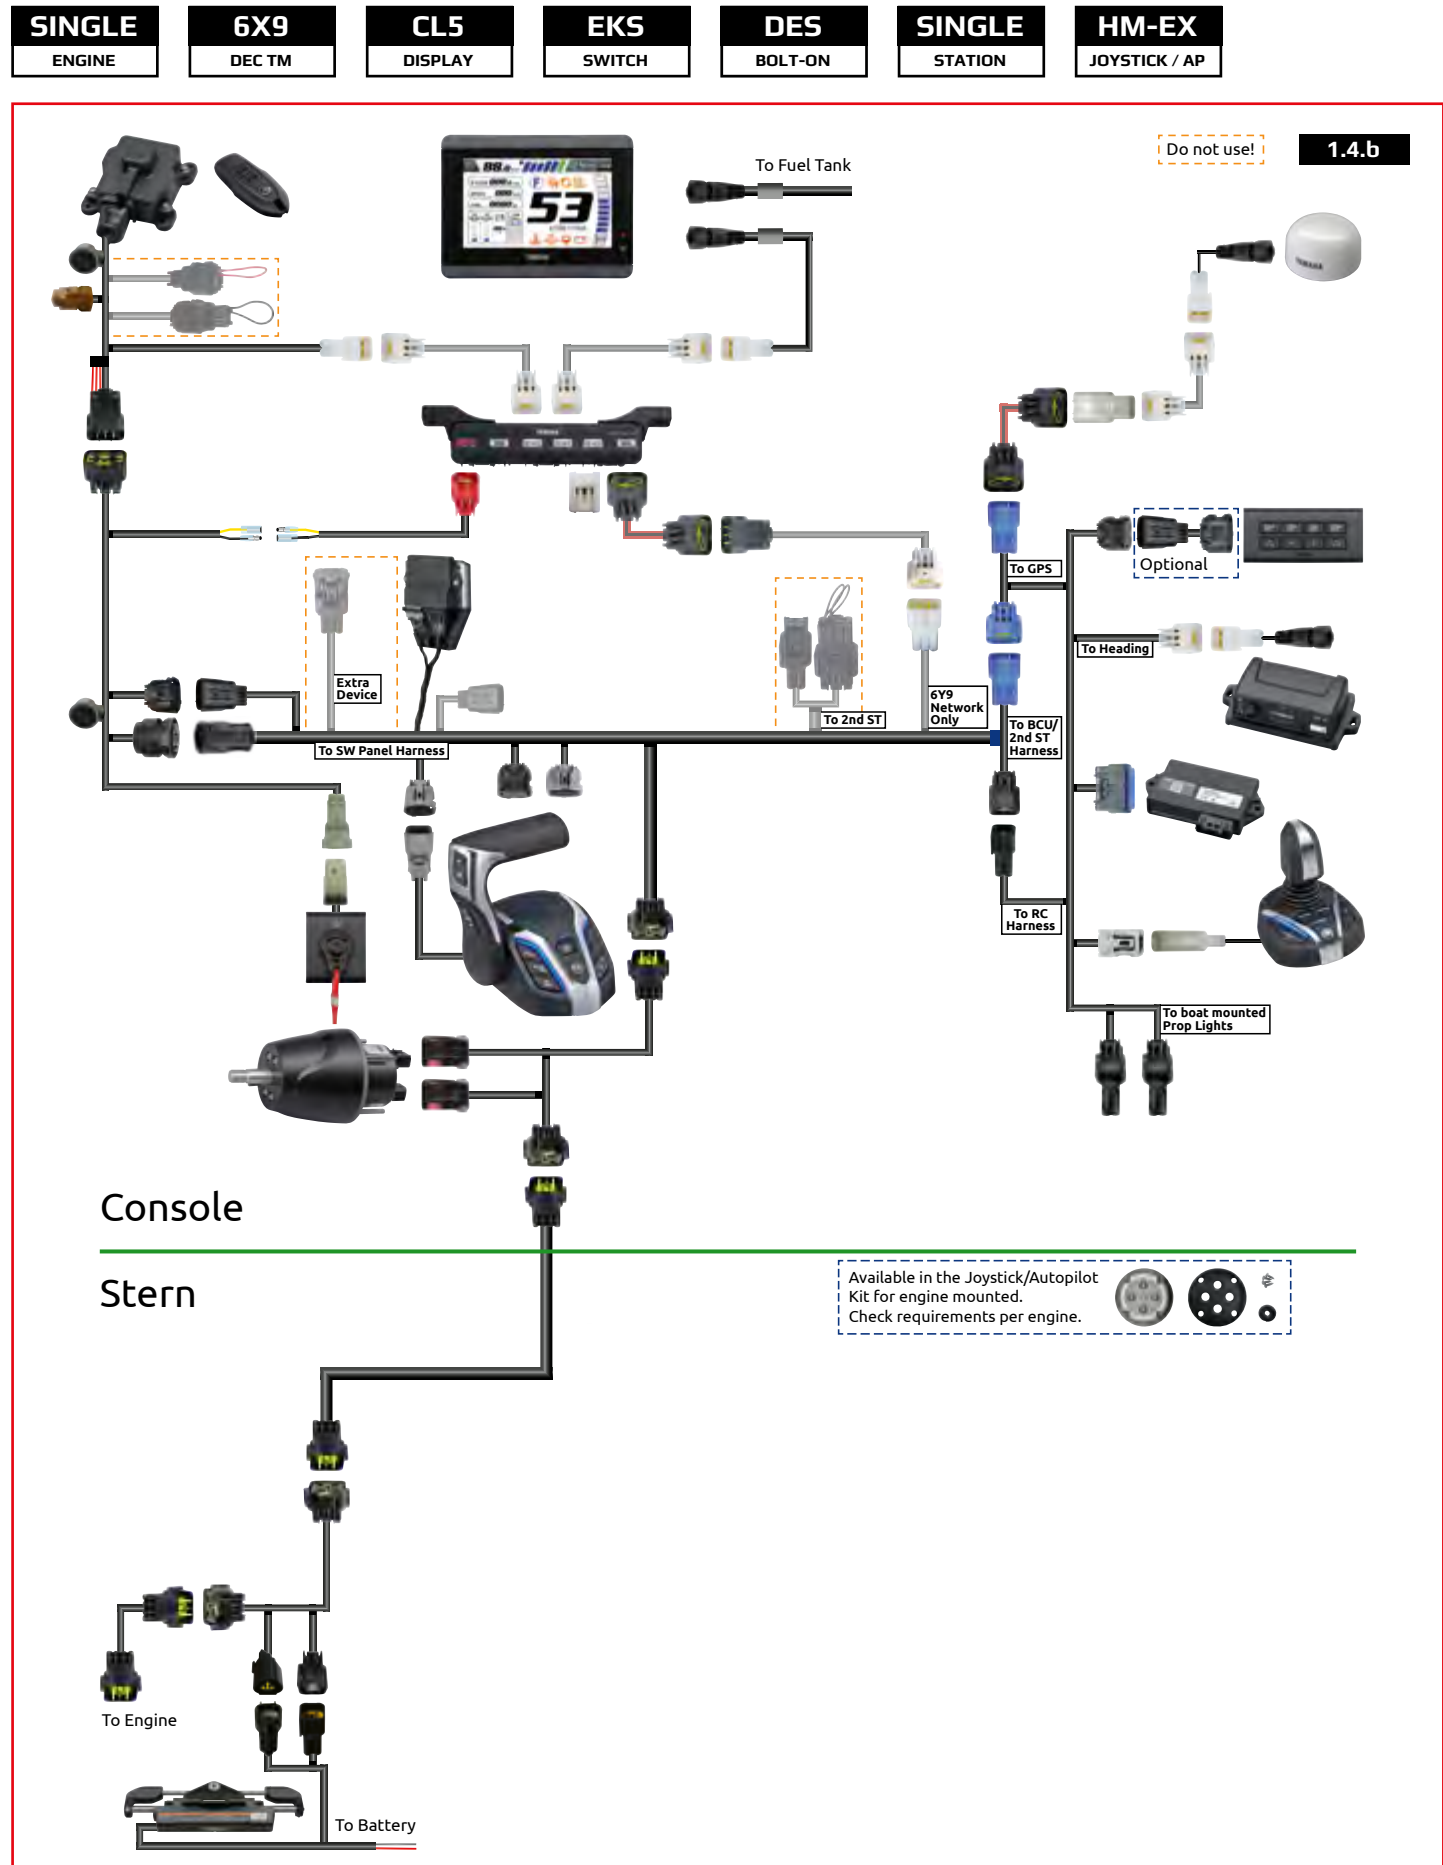 SINGLE
ENGINE
6X9
DEC TM
CL5
DISPLAY
EKS
SWITCH
DES
BOLT-ON
SINGLE
STATION
HM-EX
JOYSTICK / AP
Do not use!
1.4.b
To Fuel Tank
53
YAMAHA
To GPS
Optional
To Heading
Extra
Device
To 2nd ST
6Y9
Network
Only
To BCU/
2nd ST
Harness
To SW Panel Harness
To RC
Harness
To boat mounted
Prop Lights
Console
Stern
Available in the Joystick/Autopilot
Kit for engine mounted.
Check requirements per engine.
To Engine
To Battery